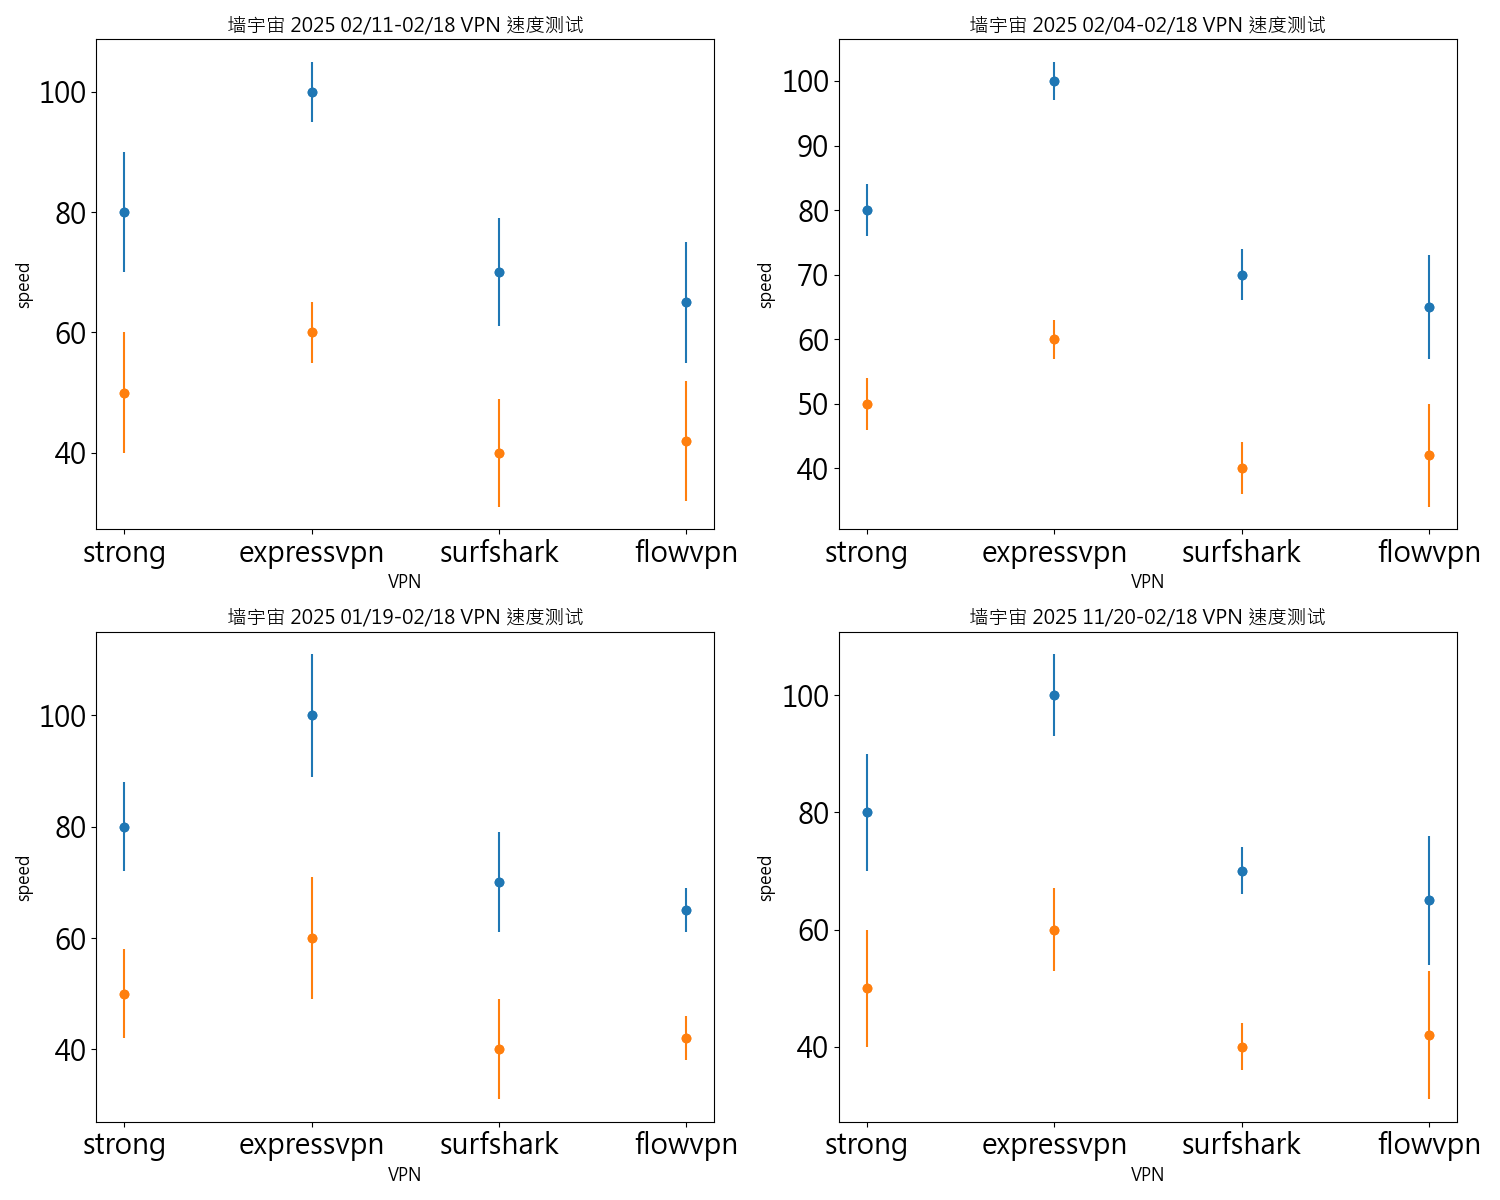 墙宇宙 2025 02/11-02/18 VPN 速度测试
100
80
60
40
speed
strong expressvpn surfshark flowvpn
VPN
墙宇宙 2025 02/04-02/18 VPN 速度测试
100
90
80
70
60
50
40
speed
strong expressvpn surfshark flowvpn
VPN
墙宇宙 2025 01/19-02/18 VPN 速度测试
100
80
60
40
speed
strong expressvpn surfshark flowvpn
VPN
墙宇宙 2025 11/20-02/18 VPN 速度测试
100
80
60
40
speed
strong expressvpn surfshark flowvpn
VPN